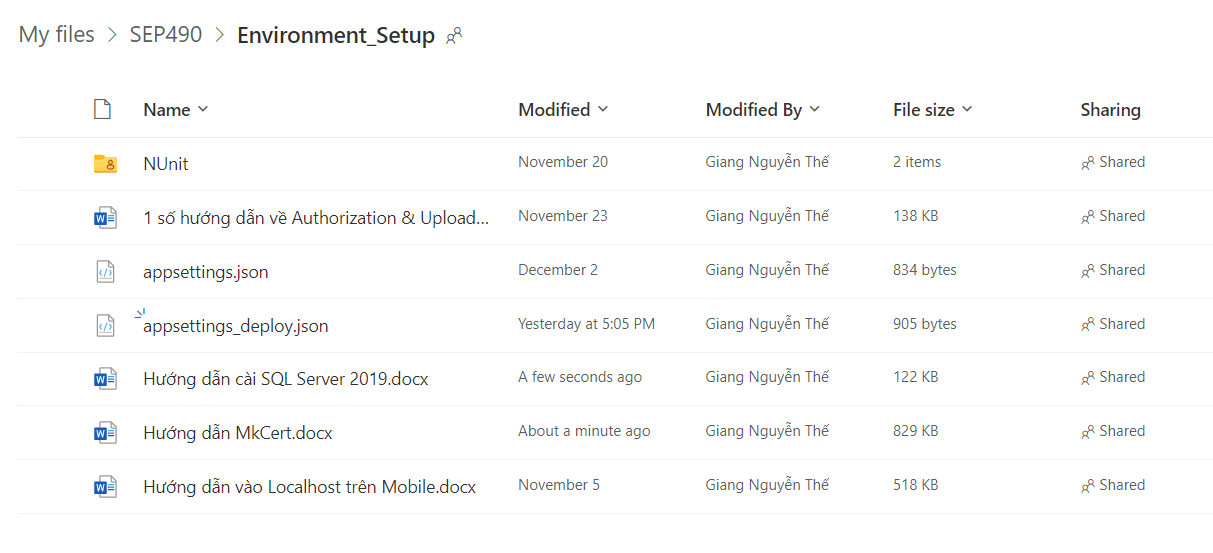 My files > SEP490 > Environment_Setup
Name Modified Modified By File size Sharing
NUnit November 20 Giang Nguyễn Thế 2 items Shared
1 số hướng dẫn về Authorization & Upload... November 23 Giang Nguyễn Thế 138 KB Shared
appsettings.json December 2 Giang Nguyễn Thế 834 bytes Shared
appsettings_deploy.json Yesterday at 5:05 PM Giang Nguyễn Thế 905 bytes Shared
Hướng dẫn cài SQL Server 2019.docx A few seconds ago Giang Nguyễn Thế 122 KB Shared
Hướng dẫn MkCert.docx About a minute ago Giang Nguyễn Thế 829 KB Shared
Hướng dẫn vào Localhost trên Mobile.docx November 5 Giang Nguyễn Thế 518 KB Shared